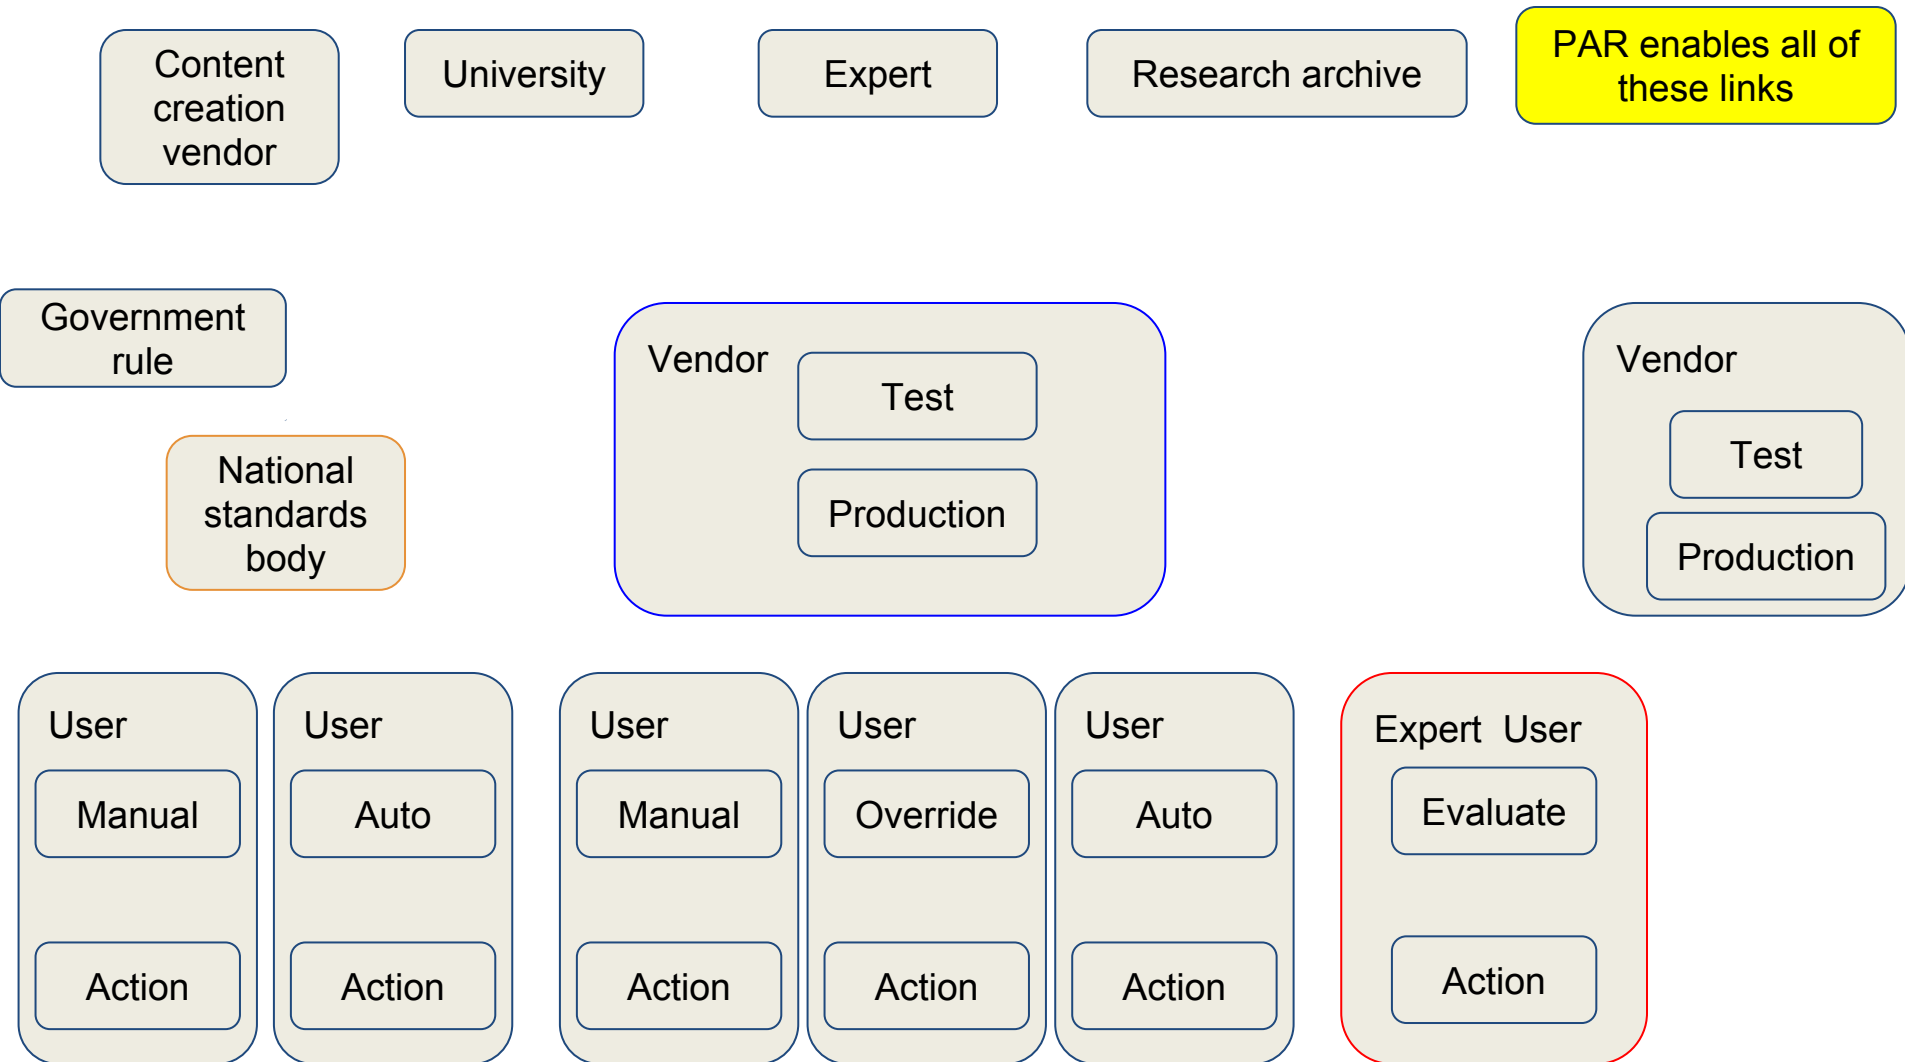 Content
creation
vendor
University
Expert
Research archive
PAR enables all of
these links
Government
rule
National
standards
body
Vendor
Test
Production
Vendor
Test
Production
User
Manual
Action
User
Auto
Action
User
Manual
Action
User
Override
Action
User
Auto
Action
Expert User
Evaluate
Action